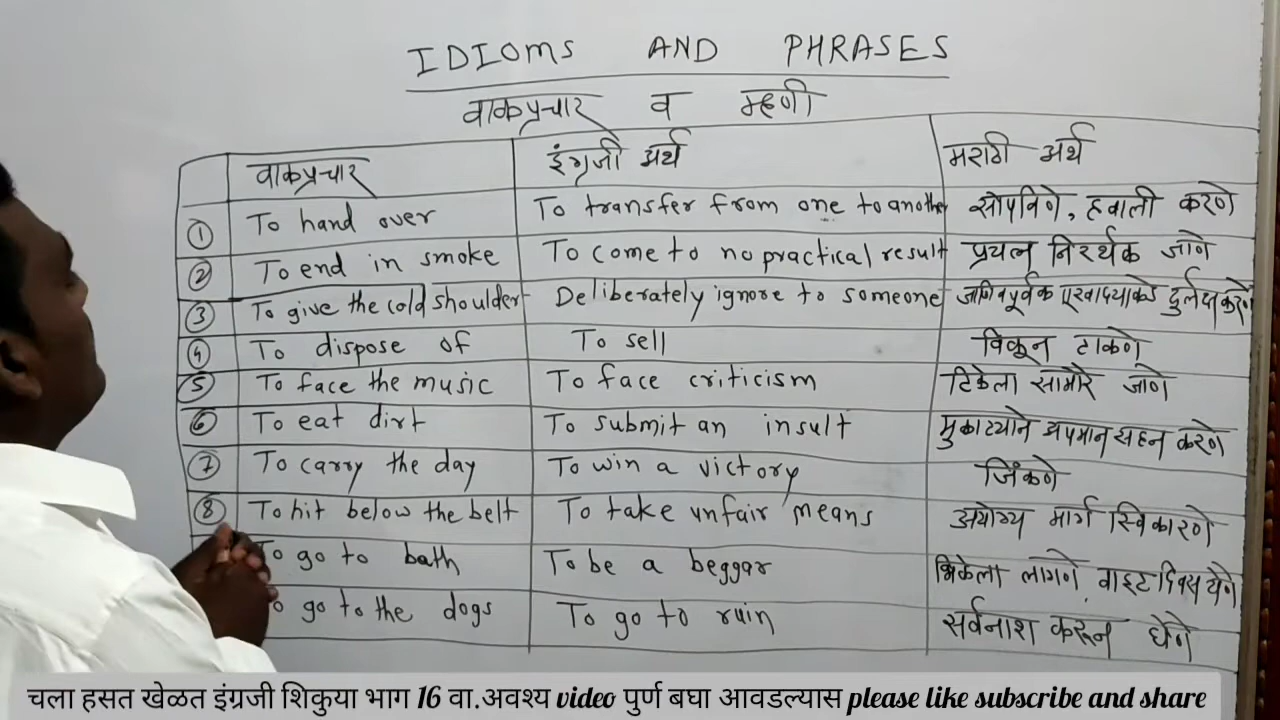 IDIOMS AND PHRASES
वाकप्रचार व म्हणी
वाकप्रचार इंग्रजी अर्थ मराठी अर्थ
1 To hand over To transfer from one to another सोपविणे, हवाली करणे
2 To end in smoke To come to no practical result प्रयत्न निरर्थक जाणे
3 To give the cold shoulder Deliberately ignore to someone जाणिवपूर्वक एखाद्याकडे दुर्लक्ष करणे
4 To dispose of To sell विकून टाकणे
5 To face the music To face criticism टिकेला सामोरे जाणे
6 To eat dirt To submit an insult मुकाट्याने अपमान सहन करणे
7 To carry the day To win a victory जिंकणे
8 To hit below the belt To take unfair means अयोग्य मार्ग स्विकारणे
To go to bath To be a beggar भिकेला लागणे, वाईट दिवस येणे
To go to the dogs To go to ruin सर्वनाश करून घेणे
चला हसत खेळत इंग्रजी शिकुया भाग 16 वा.अवश्य video पुर्ण बघा आवडल्यास please like subscribe and share